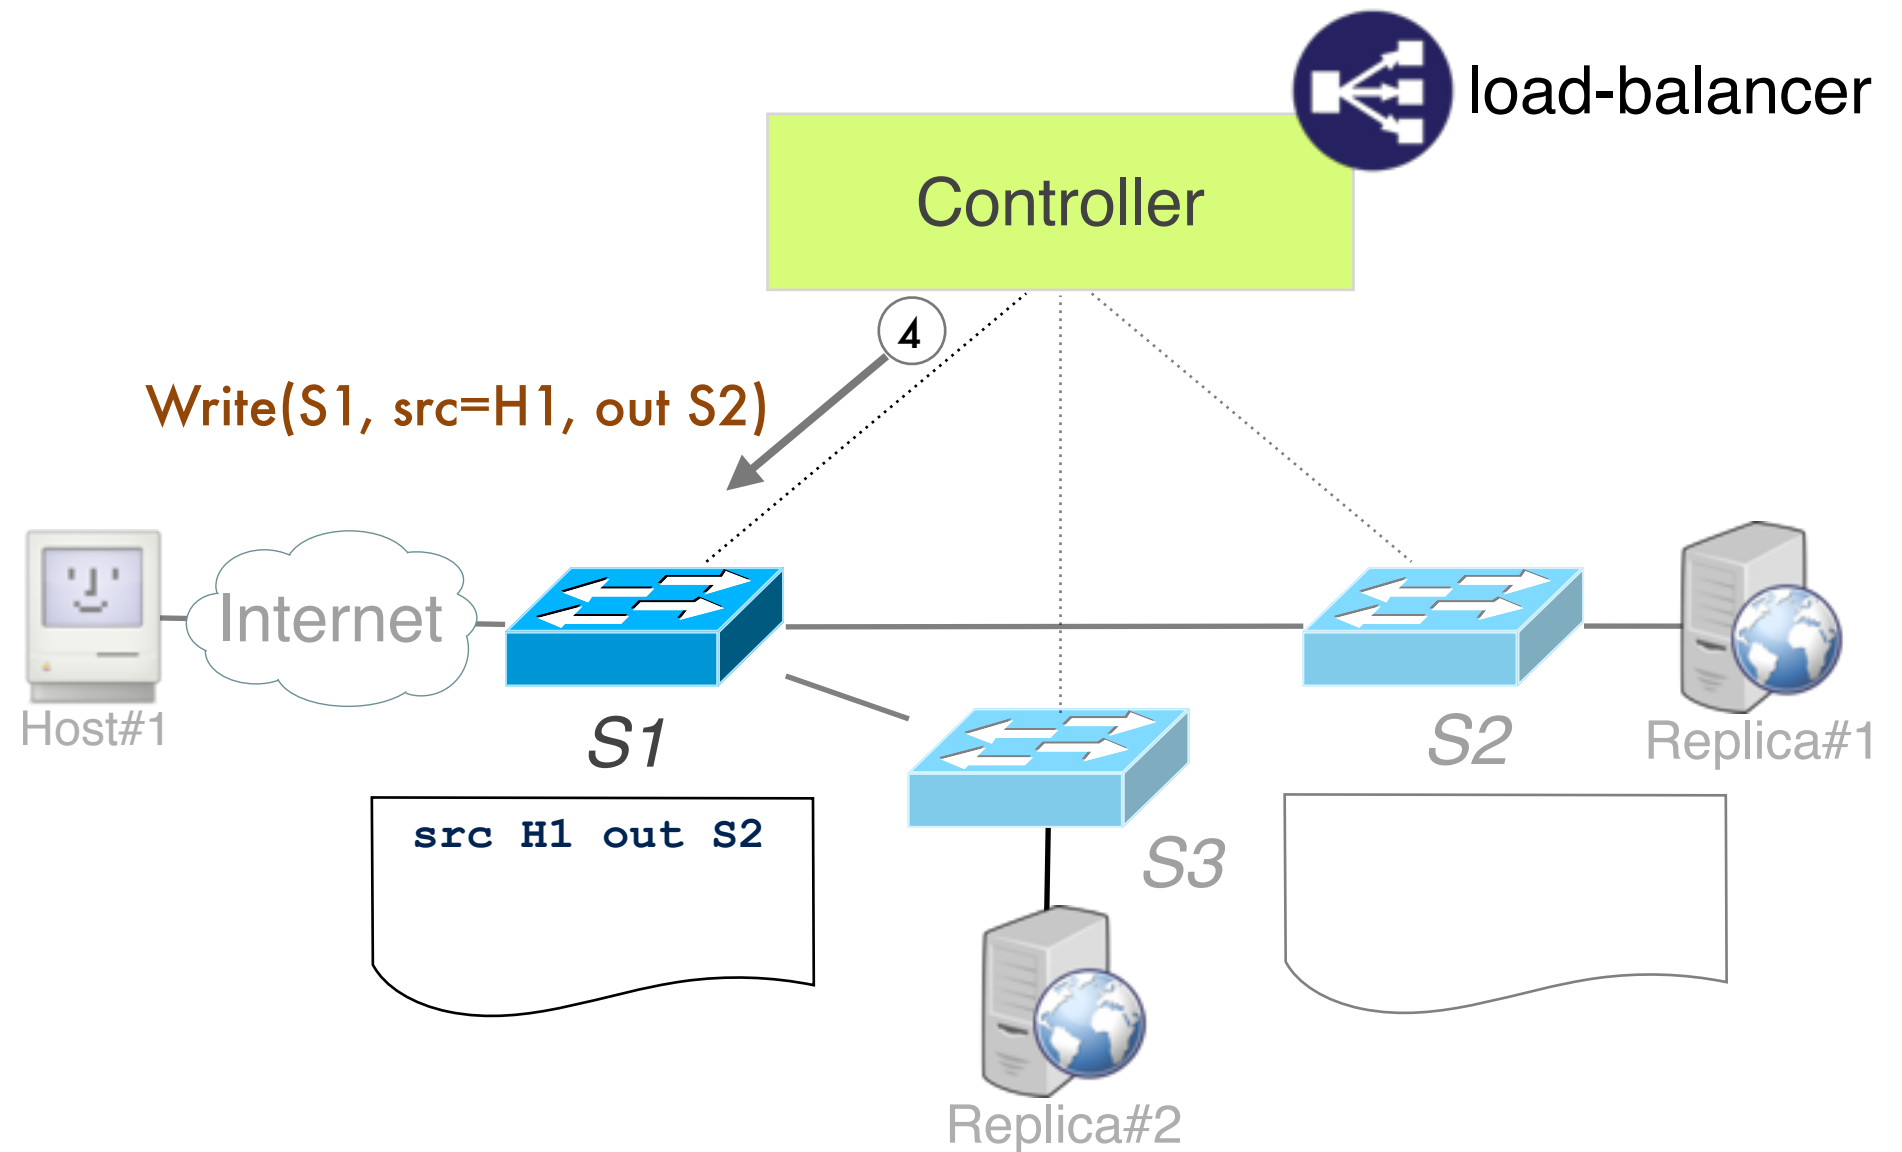 load-balancer
Controller
4
Write(S1, src=H1, out S2)
Internet
Host#1
S1
S2
Replica#1
src H1 out S2
S3
Replica#2